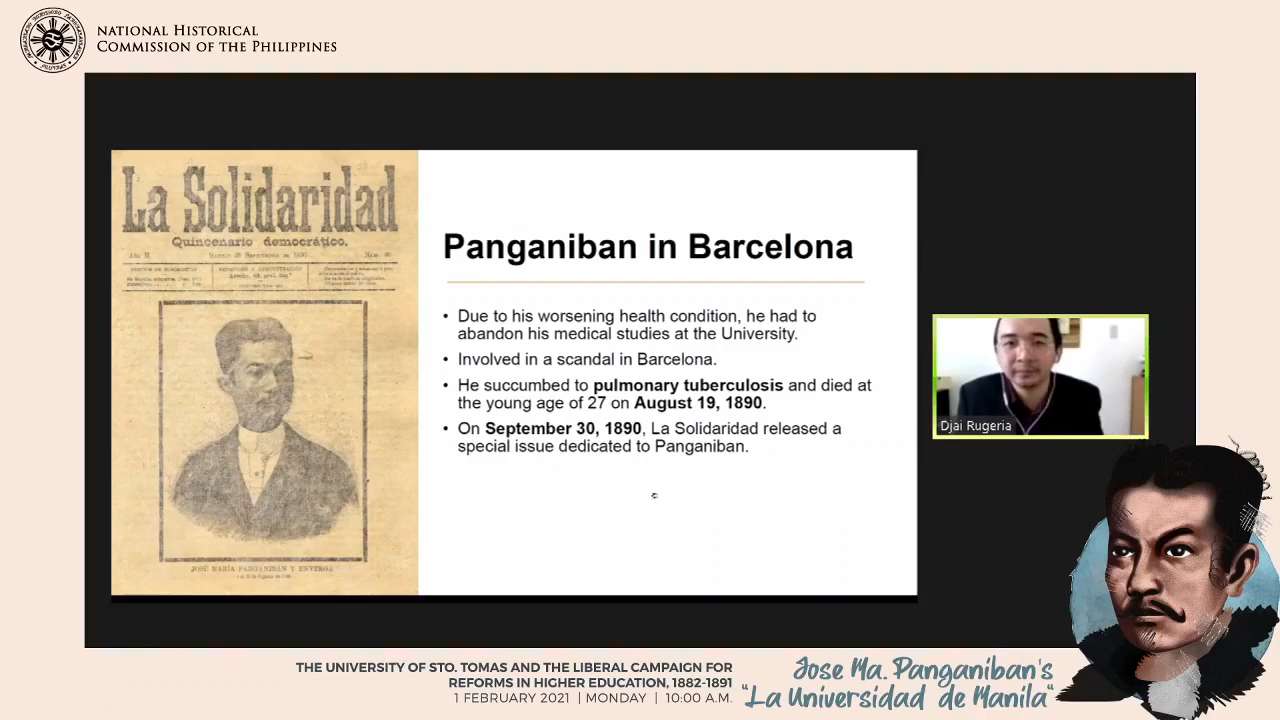 NATIONAL HISTORICAL
COMMISSION OF THE PHILIPPINES
La Solidaridad
Quincenario democrático.
Panganiban in Barcelona
• Due to his worsening health condition, he had to
abandon his medical studies at the University.
• Involved in a scandal in Barcelona.
• He succumbed to pulmonary tuberculosis and died at
the young age of 27 on August 19, 1890.
• On September 30, 1890, La Solidaridad released a
special issue dedicated to Panganiban.
JOSÉ MARÍA PANGANIBAN Y ENVERGA
Djai Rugeria
THE UNIVERSITY OF STO. TOMAS AND THE LIBERAL CAMPAIGN FOR
REFORMS IN HIGHER EDUCATION, 1882-1891
1 FEBRUARY 2021 | MONDAY | 10:00 A.M.
Jose Ma. Panganiban's
"La Universidad de Manila"